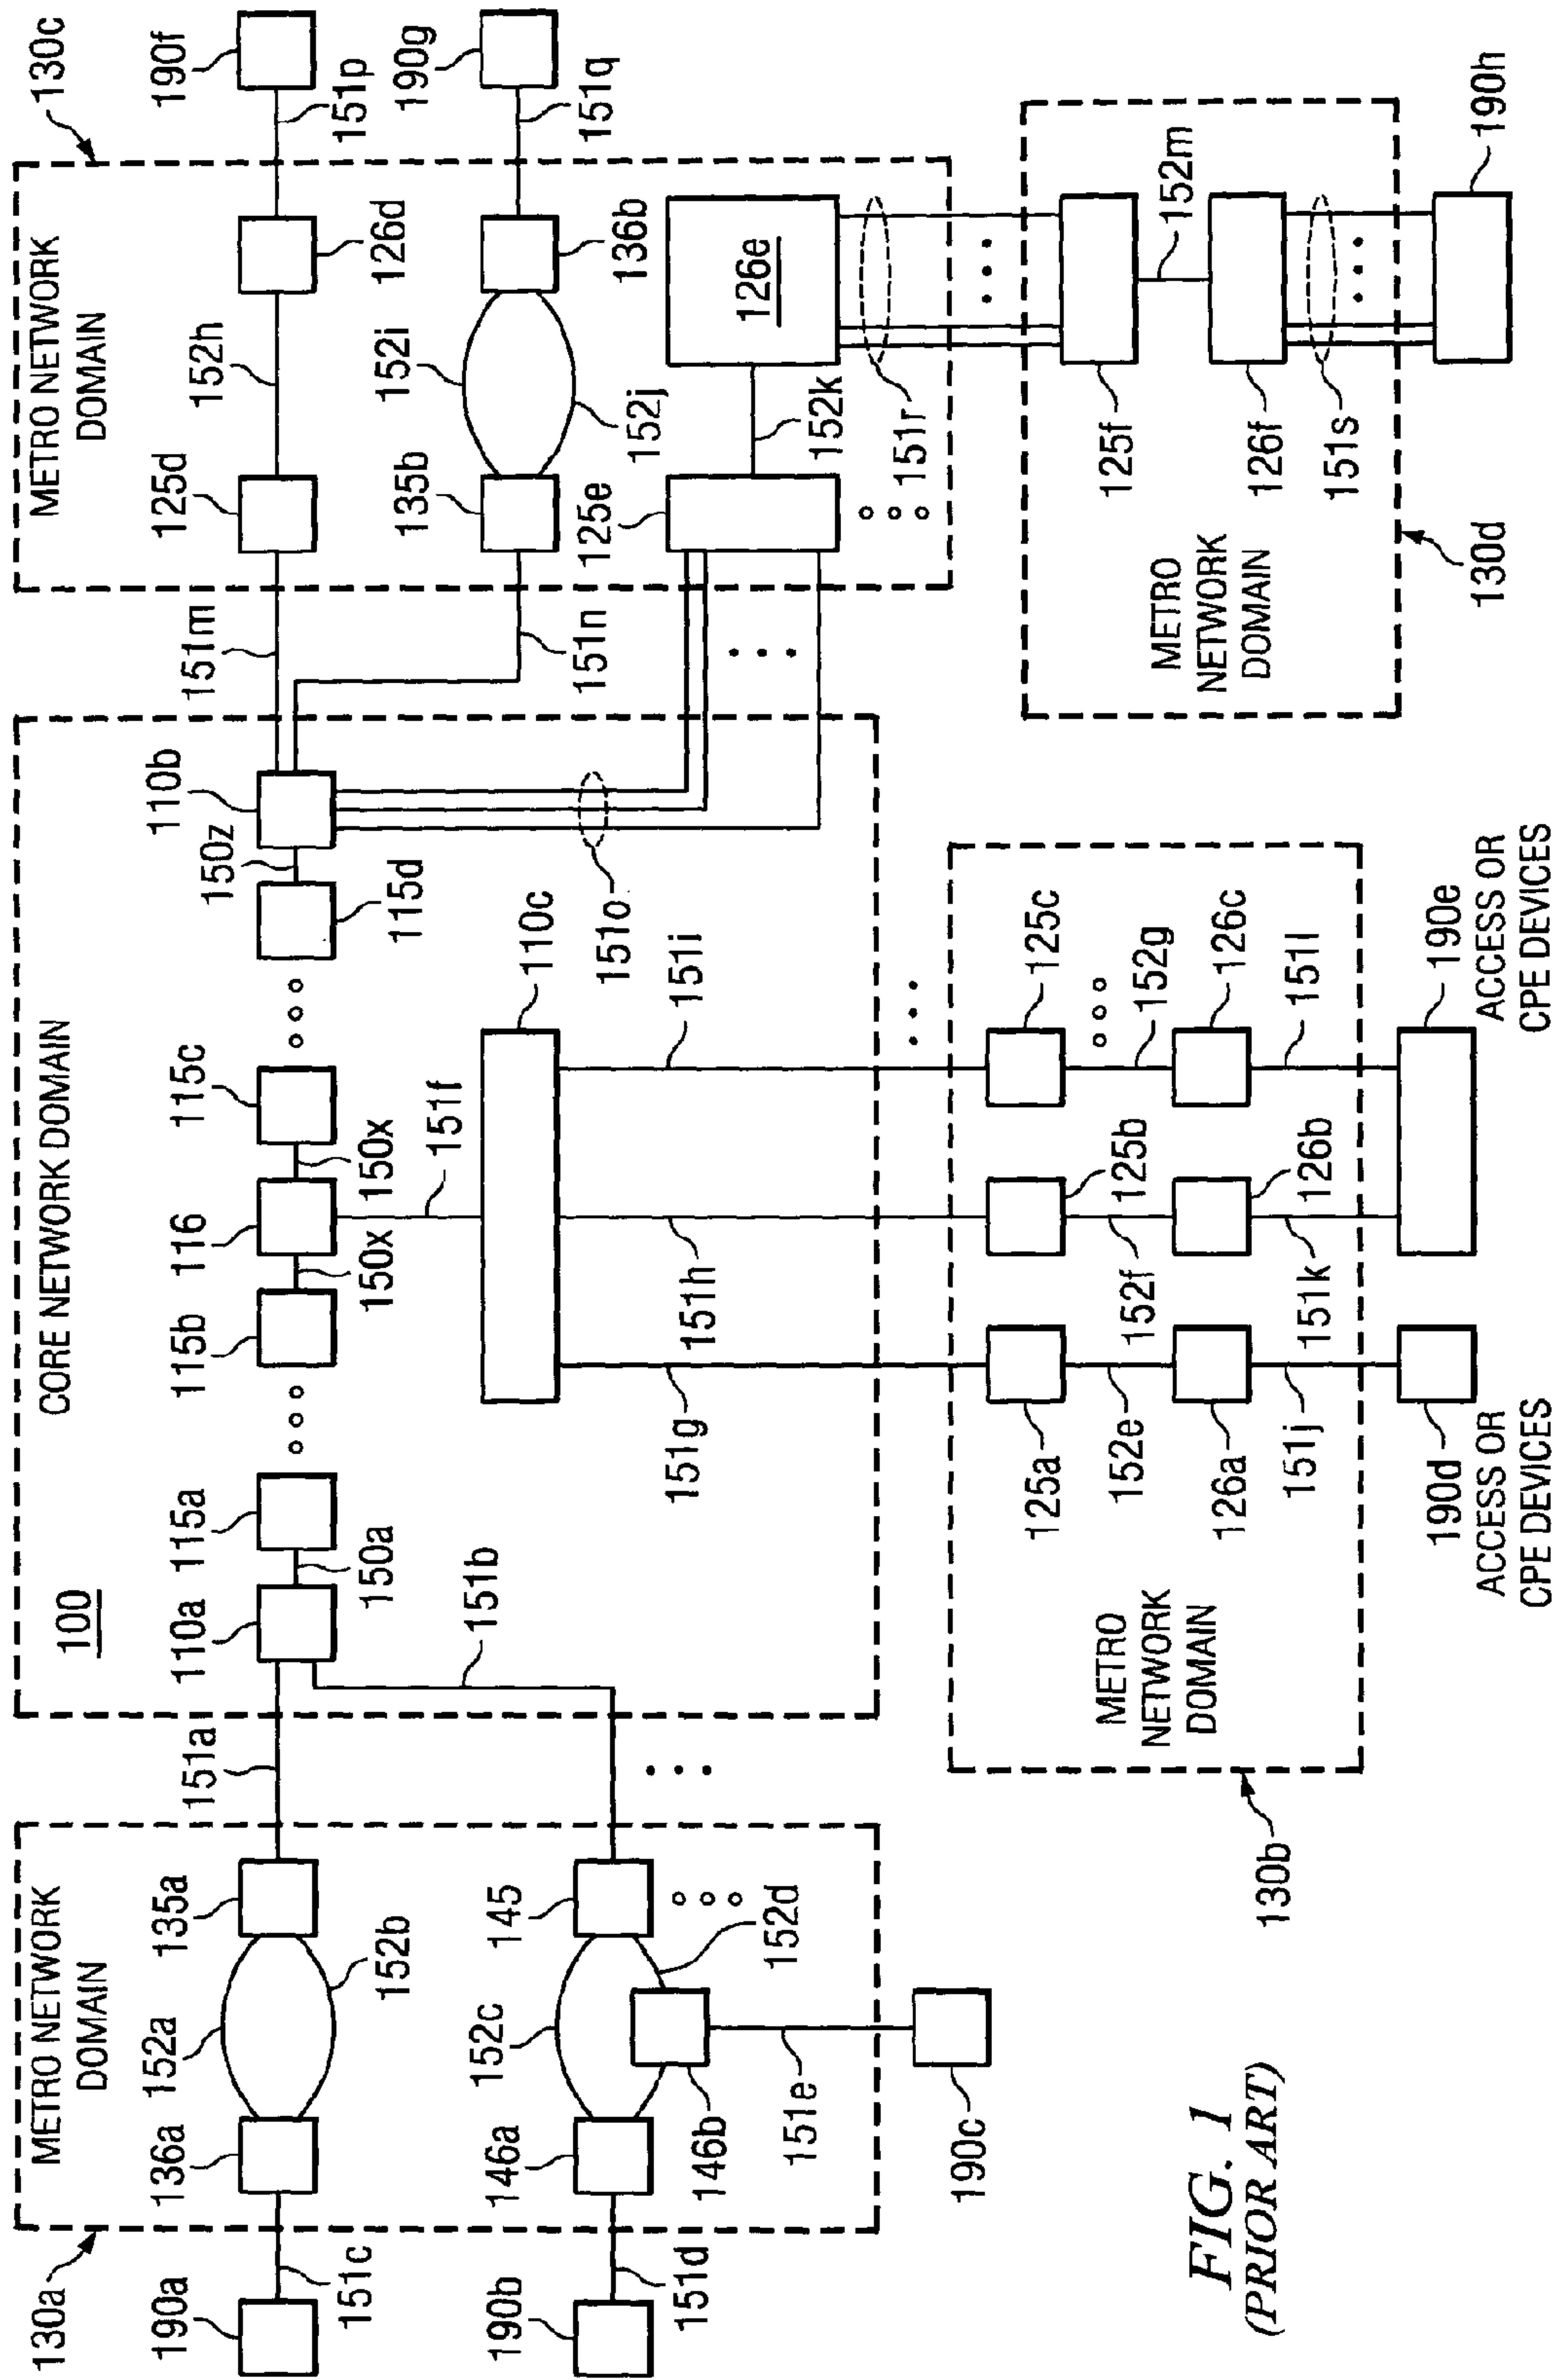 130a
METRO NETWORK
DOMAIN
190a
151c
136a
152a
152b
135a
190b
151d
146a
152c
146b
152d
145
151e
190c
151a
151b
100
CORE NETWORK DOMAIN
110a
150a
115a
115b
150x
116
150x
115c
115d
150z
110b
151f
110c
151g
151h
151i
151o
151m
151n
130c
METRO NETWORK
DOMAIN
125d
152h
126d
151p
190f
135b
152i
152j
136b
151q
190g
125e
152k
126e
151r
130b
METRO
NETWORK
DOMAIN
125a
152e
126a
151j
125b
152f
126b
151k
125c
152g
126c
151l
190d
ACCESS OR
CPE DEVICES
190e
ACCESS OR
CPE DEVICES
METRO
NETWORK
DOMAIN
130d
125f
152m
126f
151s
190h
FIG. 1
(PRIOR ART)